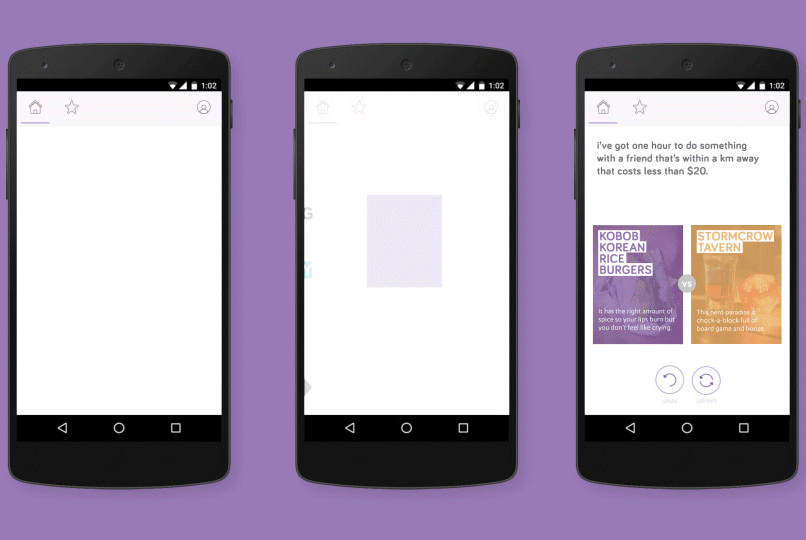 1:02
1:02
G
Y
1:02
i've got one hour to do something
with a friend that's within a km away
that costs less than $20.
KOBOB
KOREAN
RICE
BURGERS
It has the right amount of
spice so your lips burn but
you don't feel like crying.
VS
STORMCROW
TAVERN
This nerd paradise is
chock-a-block full of
board game and booze.
undo
refresh